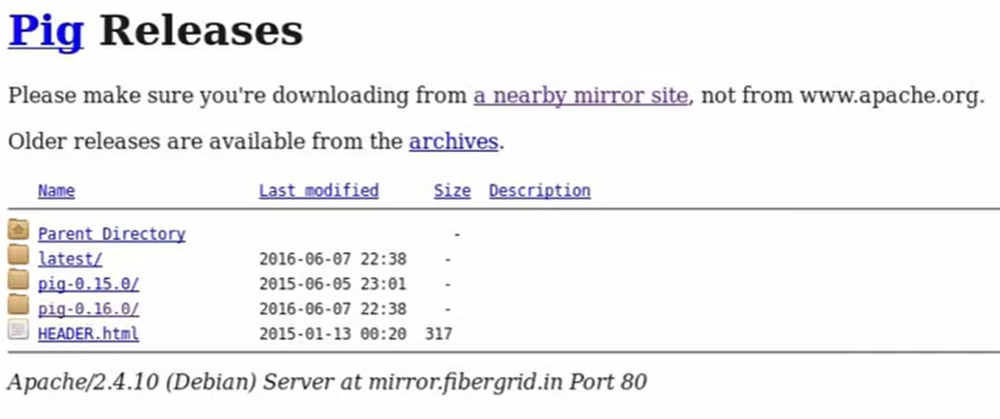 Pig Releases
Please make sure you're downloading from a nearby mirror site, not from www.apache.org.
Older releases are available from the archives.
Name Last modified Size Description
Parent Directory -
latest/ 2016-06-07 22:38 -
pig-0.15.0/ 2015-06-05 23:01 -
pig-0.16.0/ 2016-06-07 22:38 -
HEADER.html 2015-01-13 00:20 317
Apache/2.4.10 (Debian) Server at mirror.fibergrid.in Port 80